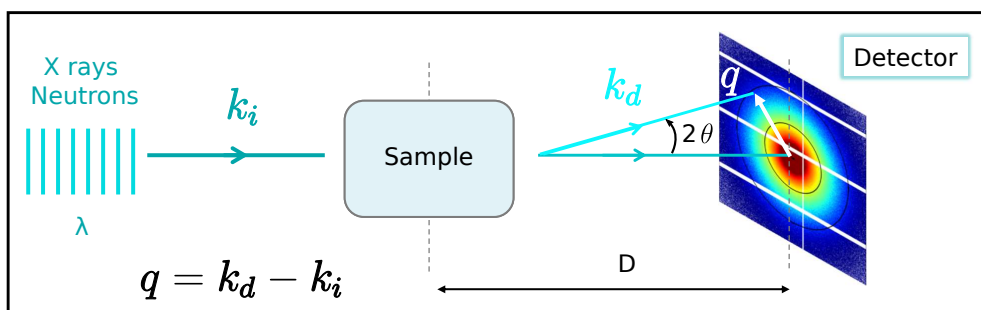 X rays
Neutrons
k_i
λ
q = k_d − k_i
Sample
k_d
2θ
q
Detector
D